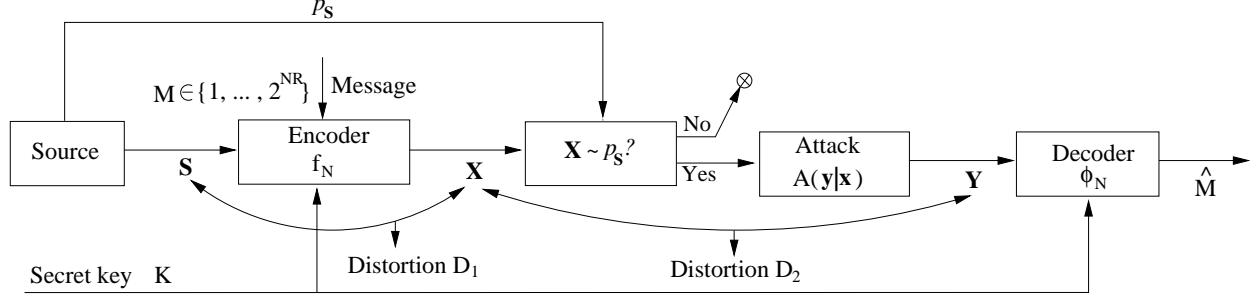 p_S
M ∈ {1, ... , 2^{NR}} Message
Source
Encoder
f_N
X ~ p_S?
No
Yes
Attack
A(y|x)
Decoder
ϕ_N
S
X
Y
M̂
Distortion D_1
Distortion D_2
Secret key K